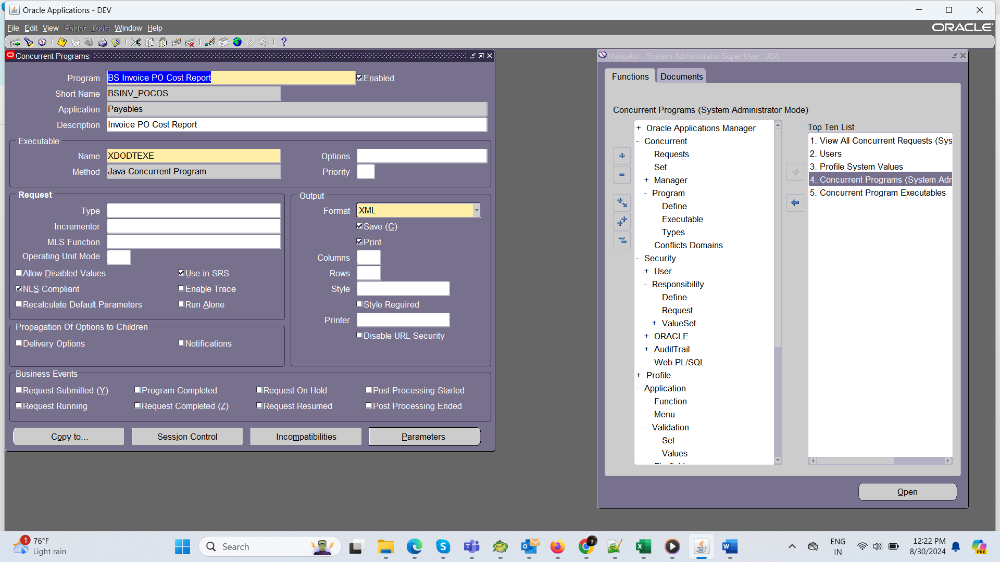 Oracle Applications - DEV
File Edit View Folder Tools Window Help
ORACLE
Concurrent Programs
Program BS Invoice PO Cost Report Enabled
Short Name BSINV_POCOS
Application Payables
Description Invoice PO Cost Report
Executable
Name XDODTEXE Options
Method Java Concurrent Program Priority
Request
Type
Incrementor
MLS Function
Operating Unit Mode
Allow Disabled Values Use in SRS
NLS Compliant Enable Trace
Recalculate Default Parameters Run Alone
Output
Format XML
Save (C)
Print
Columns
Rows
Style
Style Required
Printer
Disable URL Security
Propagation Of Options to Children
Delivery Options Notifications
Business Events
Request Submitted (Y) Program Completed Request On Hold Post Processing Started
Request Running Request Completed (Z) Request Resumed Post Processing Ended
Copy to... Session Control Incompatibilities Parameters
Navigator - System Administrator Super User, USA
Functions Documents
Concurrent Programs (System Administrator Mode)
+ Oracle Applications Manager
- Concurrent
Requests
Set
+ Manager
- Program
Define
Executable
Types
Conflicts Domains
- Security
+ User
- Responsibility
Define
Request
+ ValueSet
+ ORACLE
+ AuditTrail
Web PL/SQL
+ Profile
- Application
Function
Menu
- Validation
Set
Values
Top Ten List
1. View All Concurrent Requests (Sys
2. Users
3. Profile System Values
4. Concurrent Programs (System Adm
5. Concurrent Program Executables
Open
1
76°F
Light rain
Search
ENG
IN
12:22 PM
8/30/2024
PRE